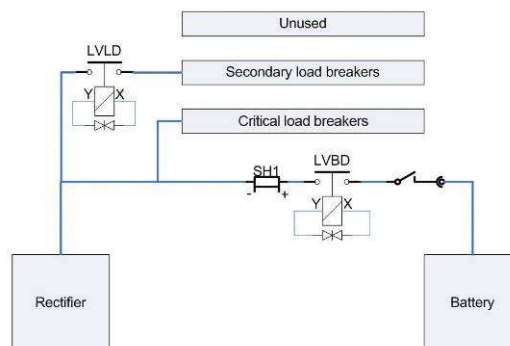 Unused
LVLD
Secondary load breakers
Y X
Critical load breakers
SH1
LVBD
- +
Y X
Rectifier
Battery